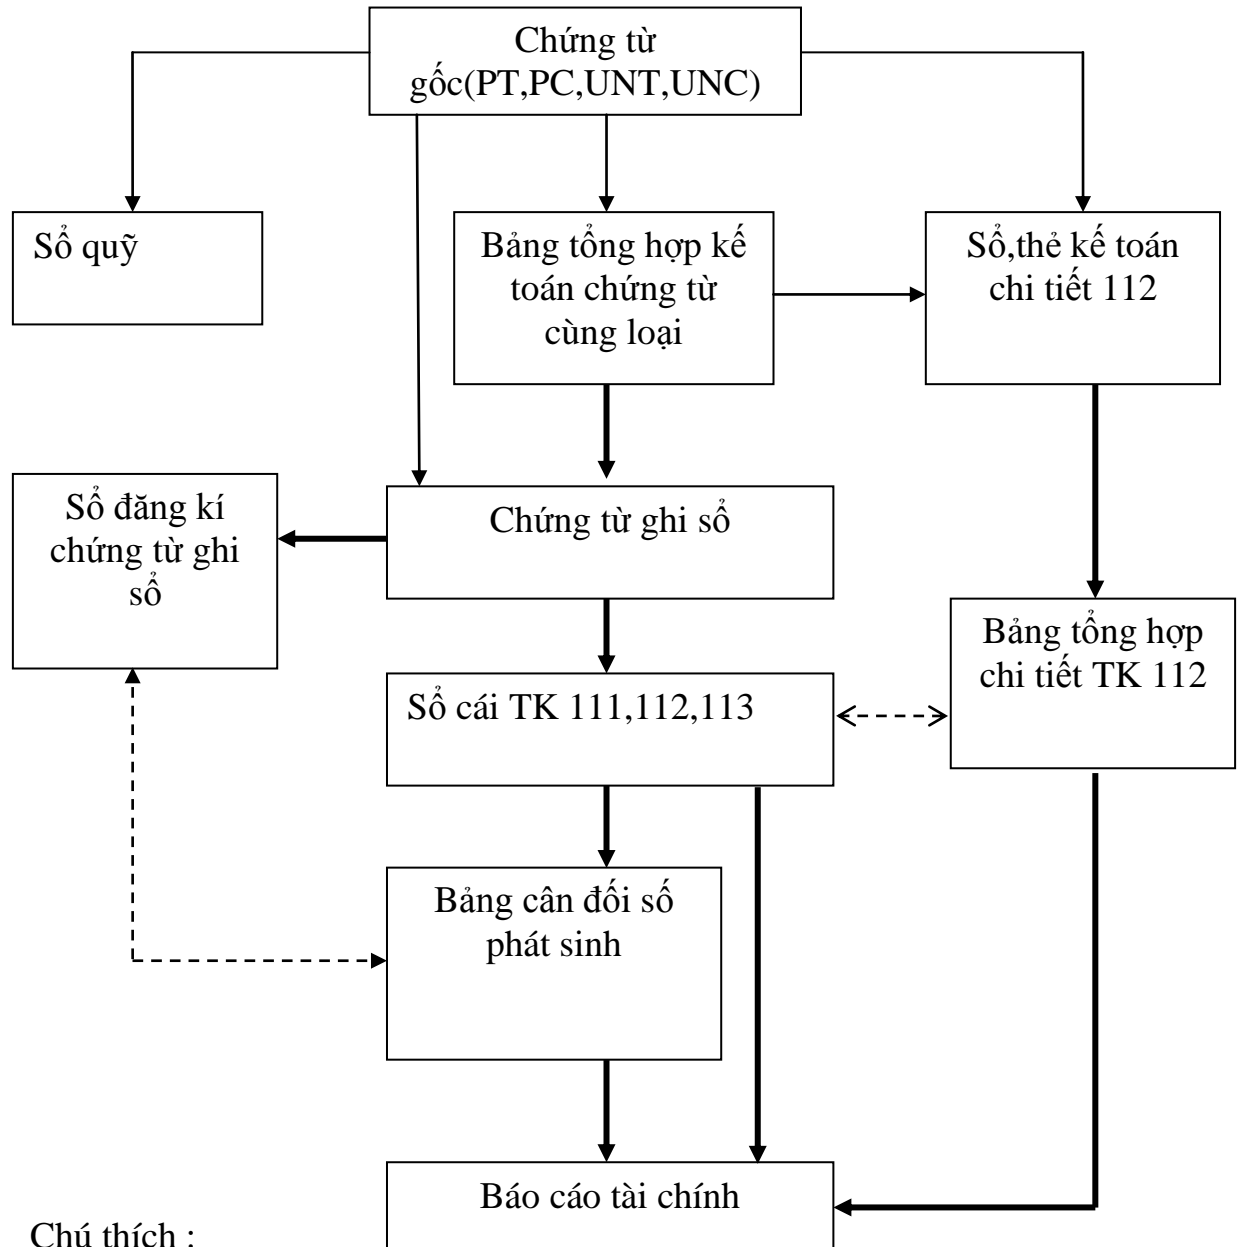 Chứng từ
gốc(PT,PC,UNT,UNC)
Sổ quỹ
Bảng tổng hợp kế
toán chứng từ
cùng loại
Sổ,thẻ kế toán
chi tiết 112
Sổ đăng kí
chứng từ ghi
sổ
Chứng từ ghi sổ
Bảng tổng hợp
chi tiết TK 112
Sổ cái TK 111,112,113
Bảng cân đối số
phát sinh
Báo cáo tài chính
Chú thích :